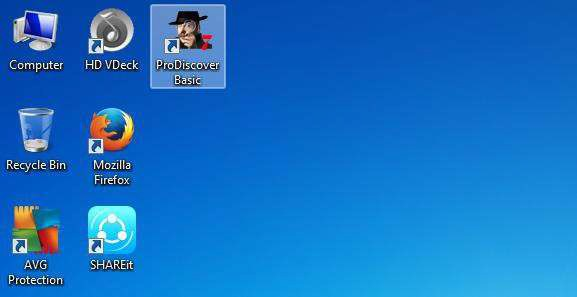 Computer
HD VDeck
ProDiscover
Basic
Recycle Bin
Mozilla
Firefox
AVG
Protection
SHAREit